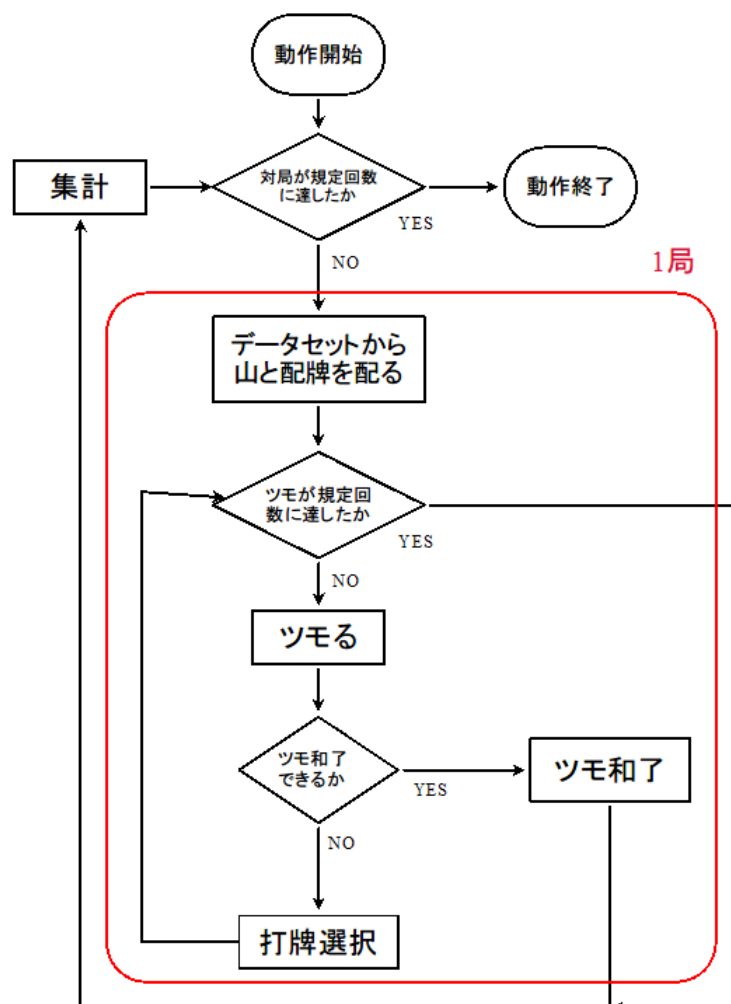 動作開始
集計
対局が規定回数
に達したか
YES
動作終了
NO
1局
データセットから
山と配牌を配る
ツモが規定回
数に達したか
YES
NO
ツモる
ツモ和了
できるか
YES
ツモ和了
NO
打牌選択